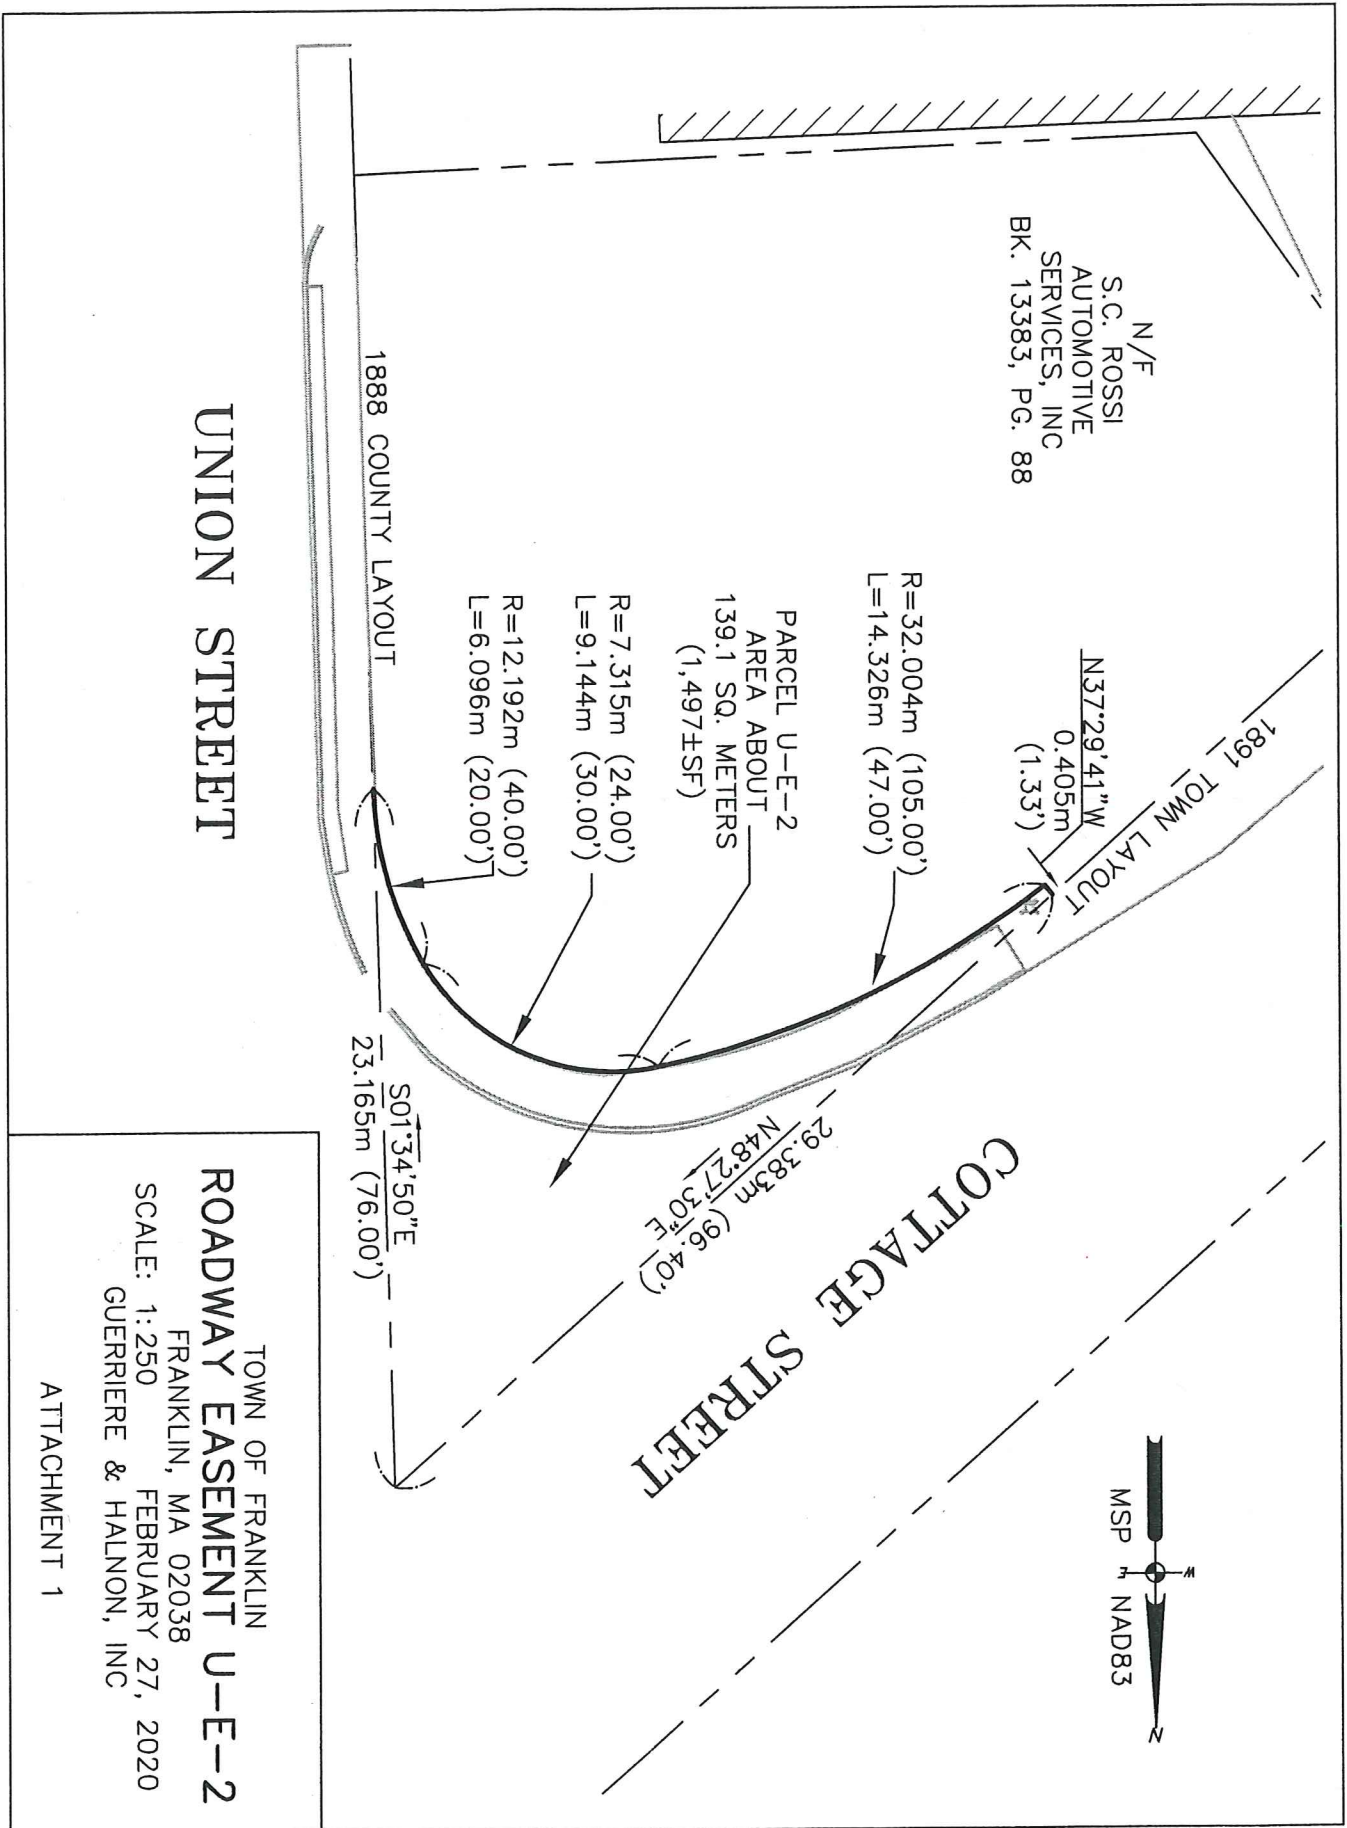 N/F
S.C. ROSSI
AUTOMOTIVE
SERVICES, INC
BK. 13383, PG. 88
1891 TOWN LAYOUT
N37°29'41"W
0.405m
(1.33')
R=32.004m (105.00')
L=14.326m (47.00')
PARCEL U-E-2
AREA ABOUT
139.1 SQ. METERS
(1,497±SF)
R=7.315m (24.00')
L=9.144m (30.00')
R=12.192m (40.00')
L=6.096m (20.00')
1888 COUNTY LAYOUT
UNION STREET
29.383m (96.40')
N48°27'30"E
S01°34'50"E
23.165m (76.00')
COTTAGE STREET
W
N
E
MSP NAD83
TOWN OF FRANKLIN
ROADWAY EASEMENT U-E-2
FRANKLIN, MA 02038
SCALE: 1:250 FEBRUARY 27, 2020
GUERRIERE & HALNON, INC
ATTACHMENT 1